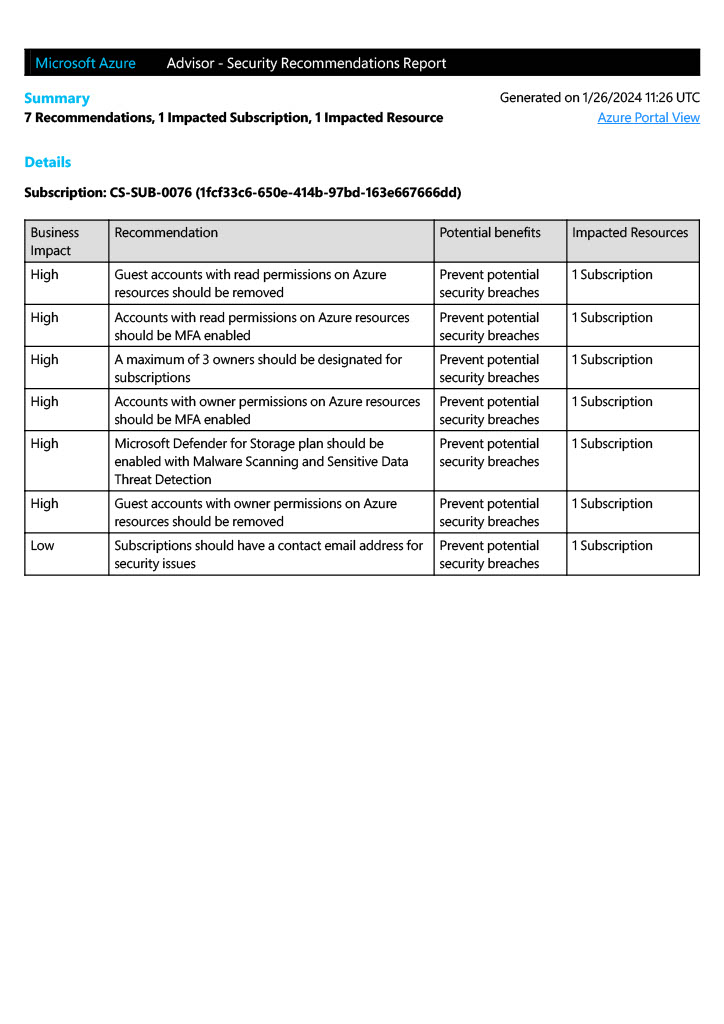 Microsoft Azure Advisor - Security Recommendations Report
Summary
Generated on 1/26/2024 11:26 UTC
7 Recommendations, 1 Impacted Subscription, 1 Impacted Resource
Azure Portal View
Details
Subscription: CS-SUB-0076 (1fcf33c6-650e-414b-97bd-163e667666dd)
Business
Impact
Recommendation
Potential benefits
Impacted Resources
High
Guest accounts with read permissions on Azure
resources should be removed
Prevent potential
security breaches
1 Subscription
High
Accounts with read permissions on Azure resources
should be MFA enabled
Prevent potential
security breaches
1 Subscription
High
A maximum of 3 owners should be designated for
subscriptions
Prevent potential
security breaches
1 Subscription
High
Accounts with owner permissions on Azure resources
should be MFA enabled
Prevent potential
security breaches
1 Subscription
High
Microsoft Defender for Storage plan should be
enabled with Malware Scanning and Sensitive Data
Threat Detection
Prevent potential
security breaches
1 Subscription
High
Guest accounts with owner permissions on Azure
resources should be removed
Prevent potential
security breaches
1 Subscription
Low
Subscriptions should have a contact email address for
security issues
Prevent potential
security breaches
1 Subscription